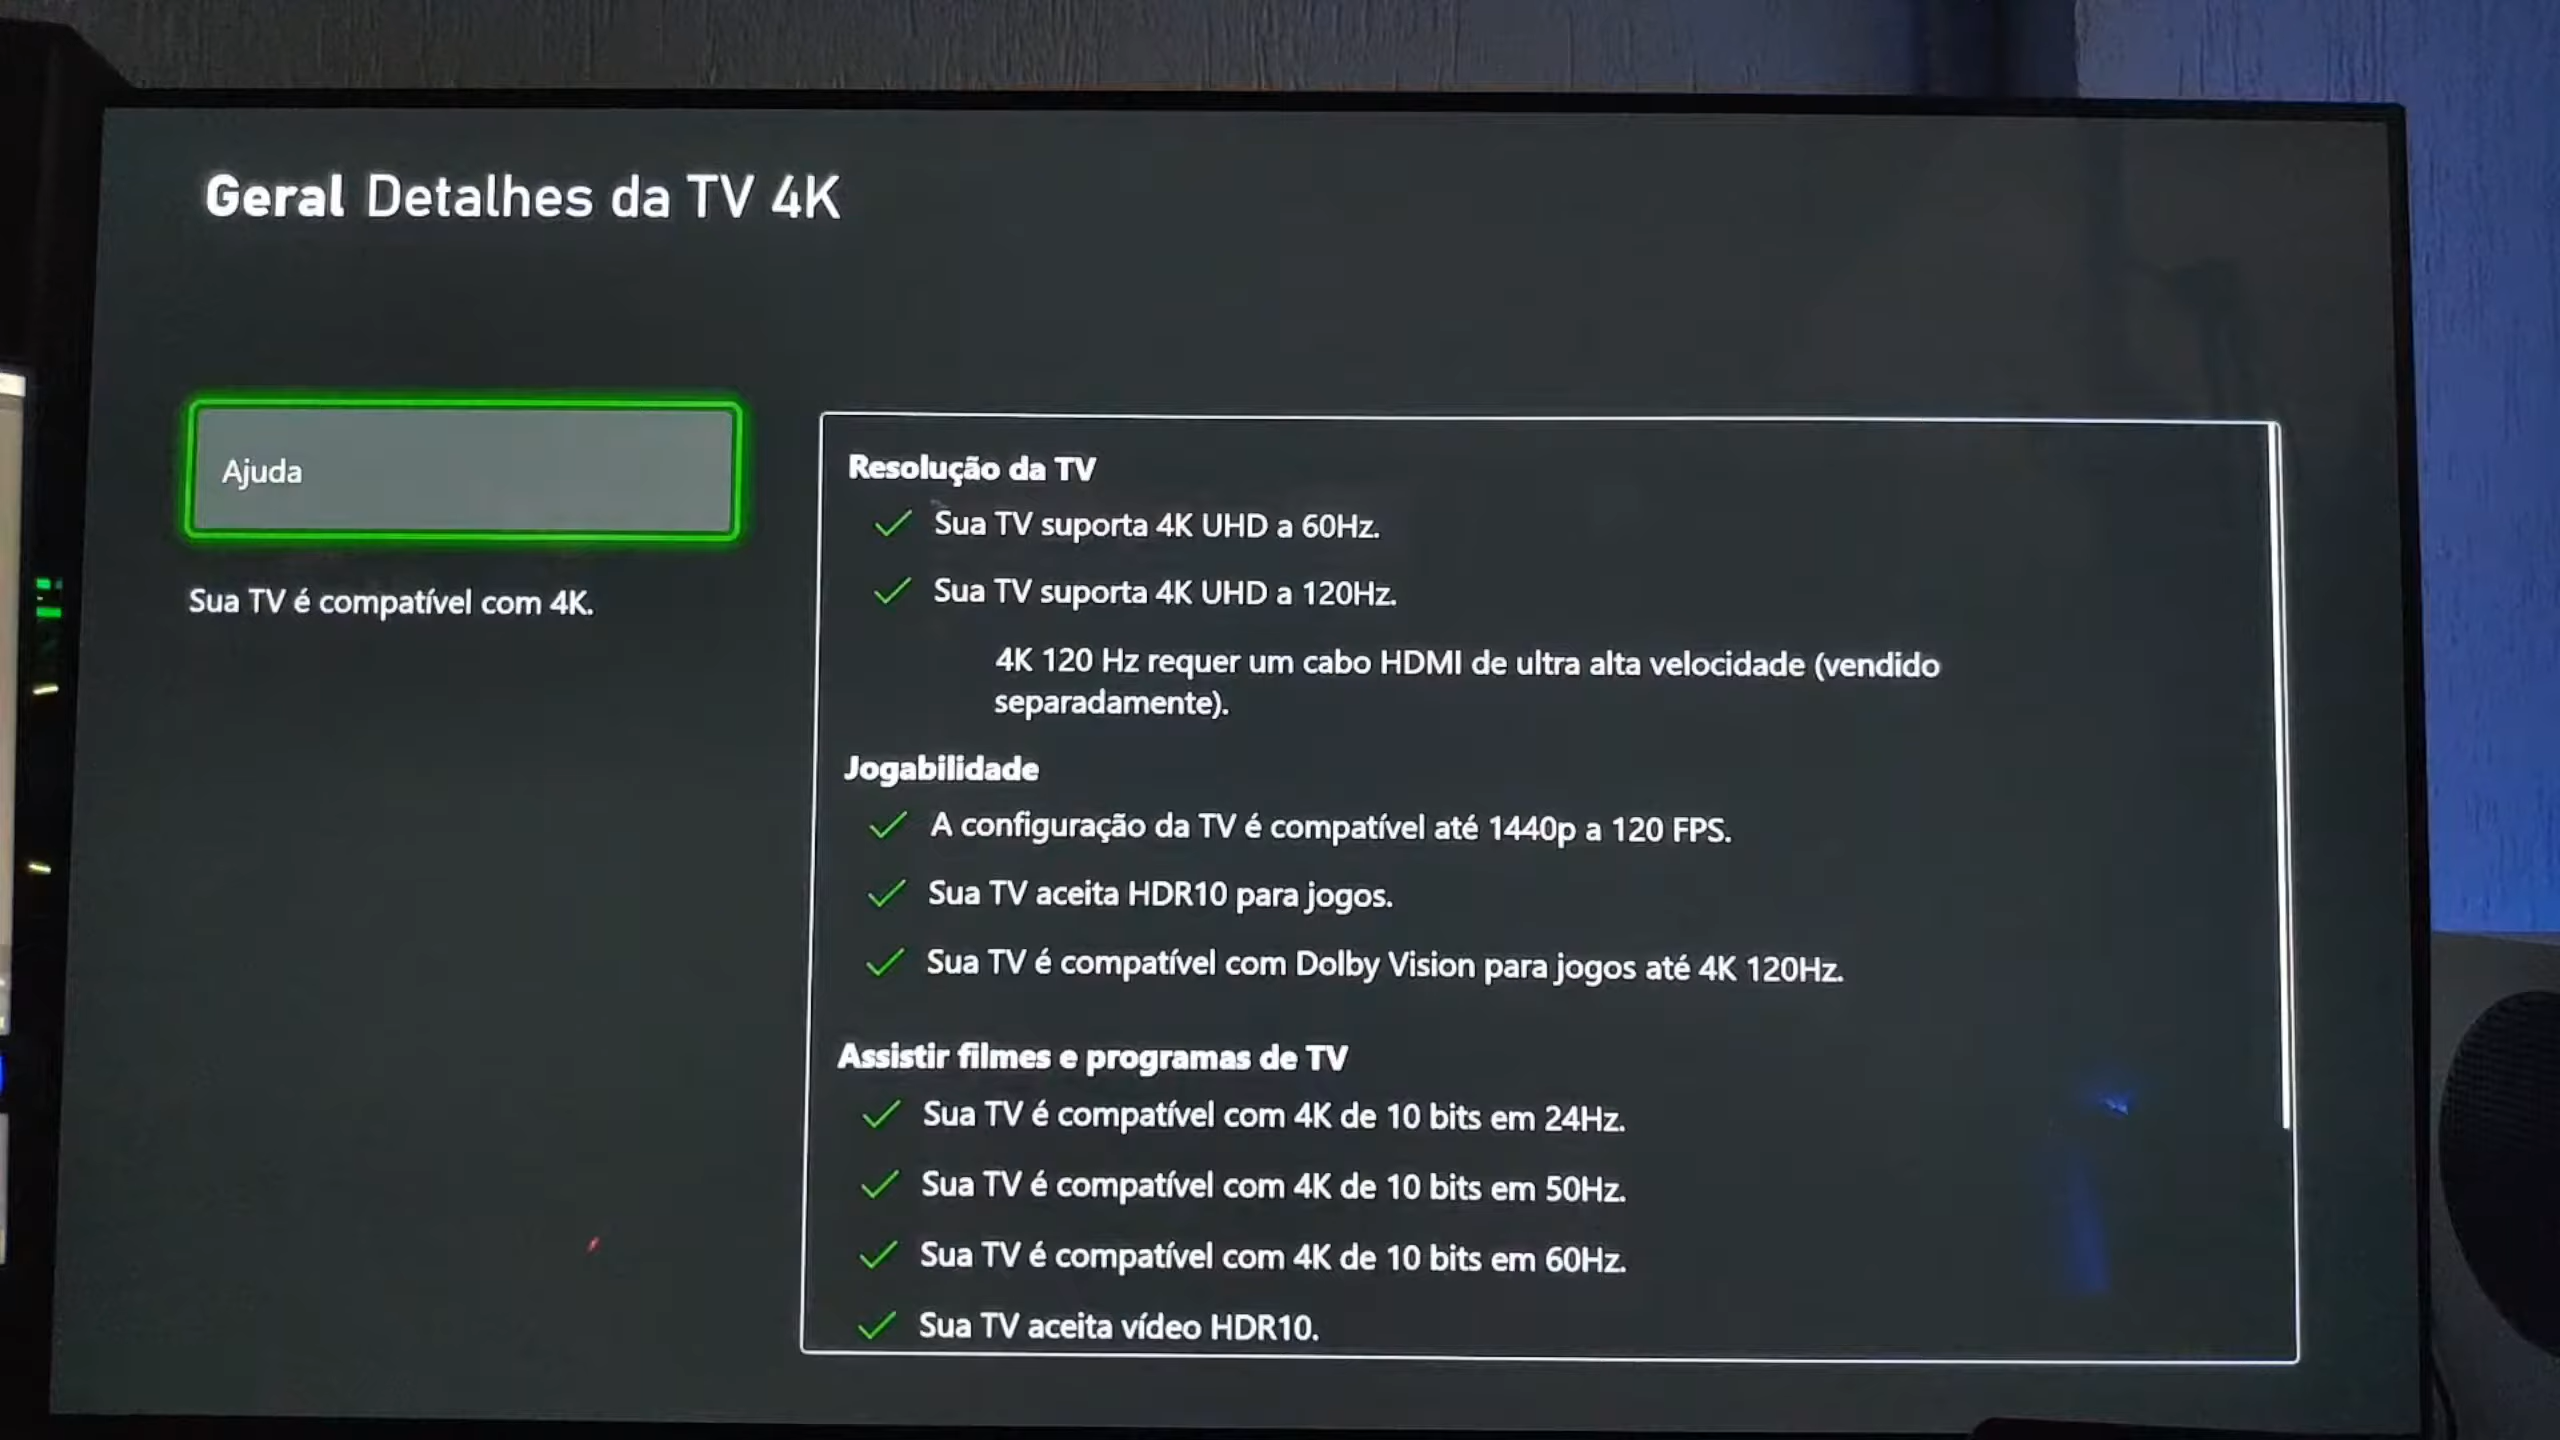 Geral Detalhes da TV 4K
Ajuda
Sua TV é compatível com 4K.
Resolução da TV
Sua TV suporta 4K UHD a 60Hz.
Sua TV suporta 4K UHD a 120Hz.
4K 120 Hz requer um cabo HDMI de ultra alta velocidade (vendido
separadamente).
Jogabilidade
A configuração da TV é compatível até 1440p a 120 FPS.
Sua TV aceita HDR10 para jogos.
Sua TV é compatível com Dolby Vision para jogos até 4K 120Hz.
Assistir filmes e programas de TV
Sua TV é compatível com 4K de 10 bits em 24Hz.
Sua TV é compatível com 4K de 10 bits em 50Hz.
Sua TV é compatível com 4K de 10 bits em 60Hz.
Sua TV aceita vídeo HDR10.